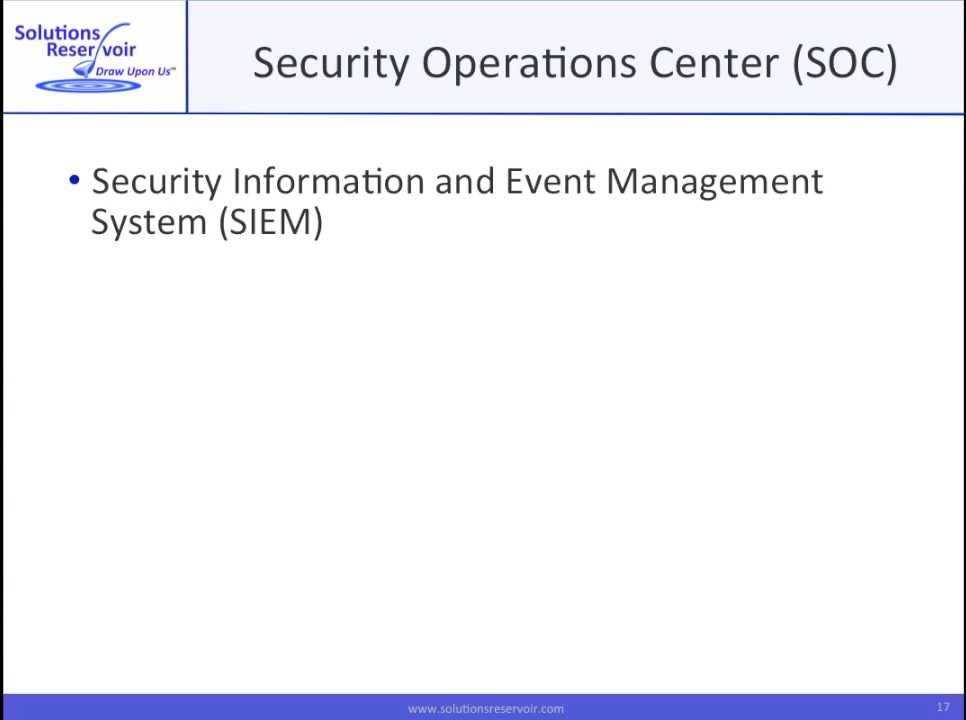 Solutions
Reservoir
Draw Upon Us™
Security Operations Center (SOC)
• Security Information and Event Management
System (SIEM)
www.solutionsreservoir.com
17